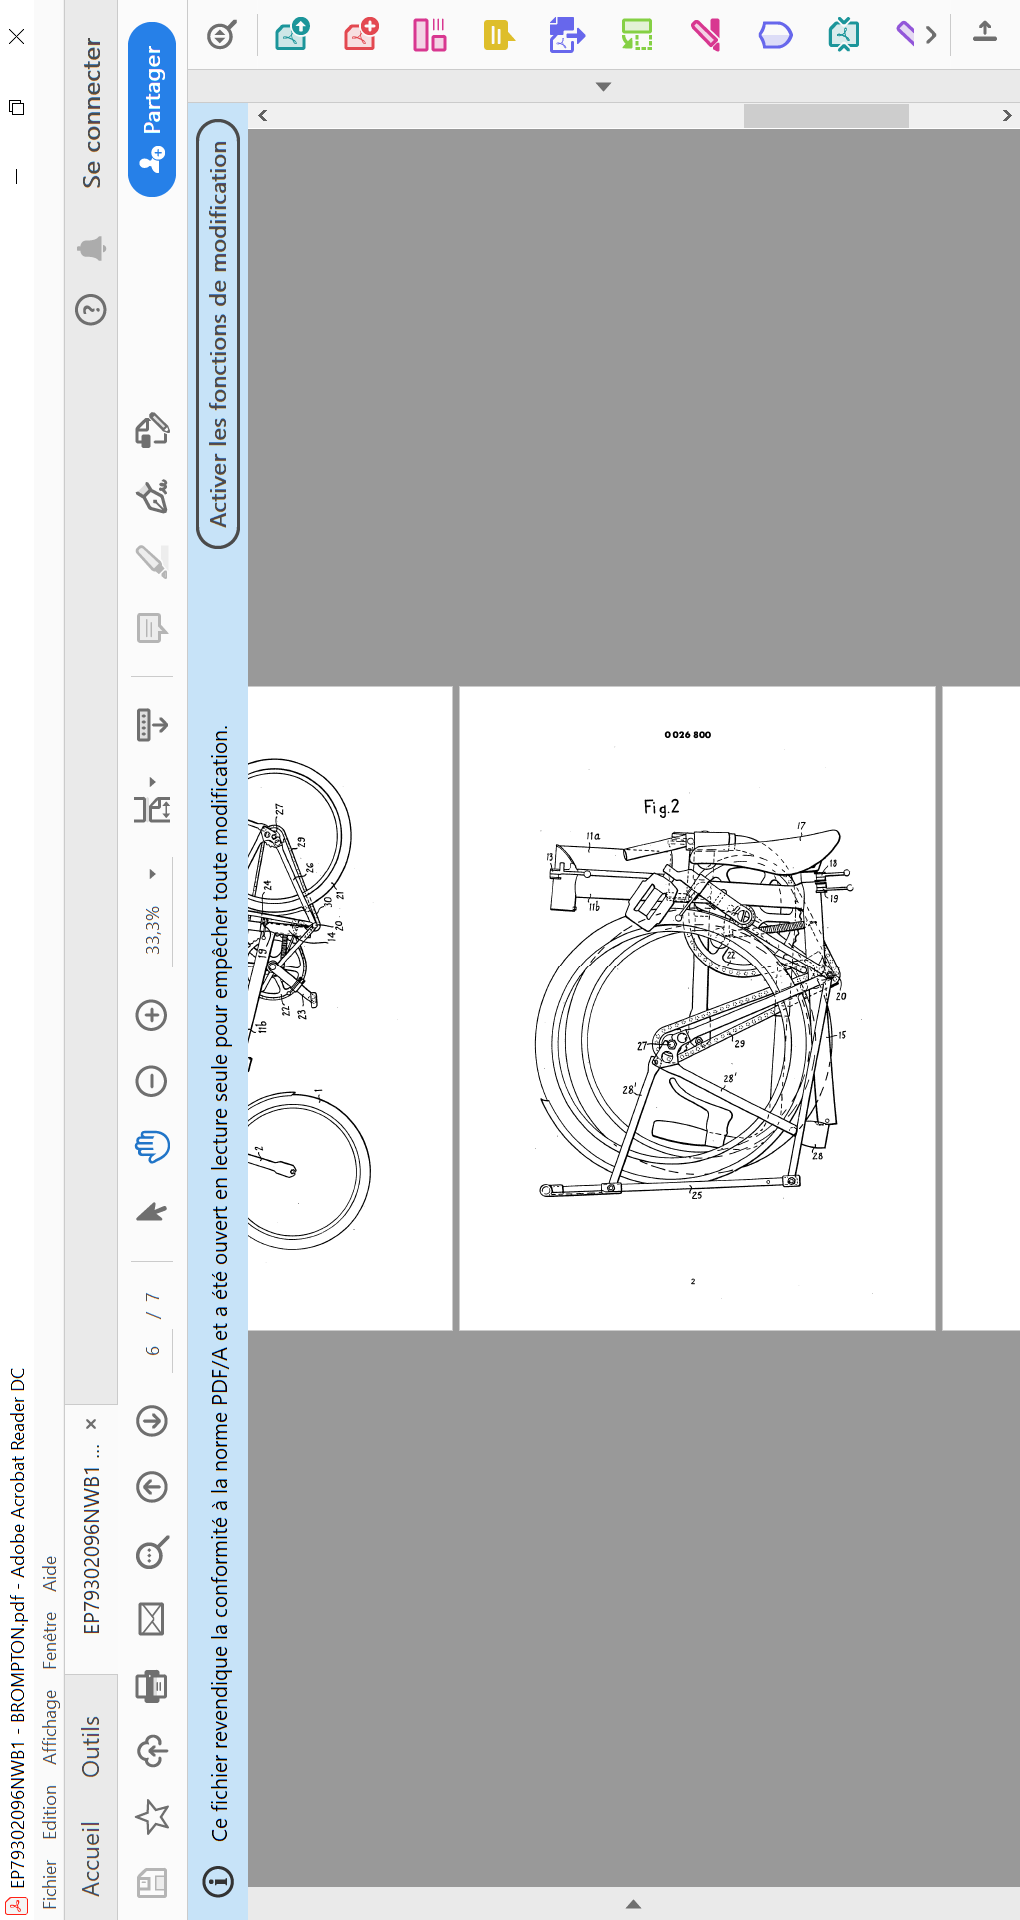 EP79302096NWB1 - BROMPTON.pdf - Adobe Acrobat Reader DC
Fichier Edition Affichage Fenêtre Aide
Accueil Outils EP79302096NWB1 ... × Se connecter
6 / 7 33,3% Partager
Ce fichier revendique la conformité à la norme PDF/A et a été ouvert en lecture seule pour empêcher toute modification. Activer les fonctions de modification
0 026 800
Fig.2
11a
17
13
18
11b
19
22
20
27
29
15
28'
28'
28
25
2
27
29
24
26
21
30
20
14
19
22
23
11b
1
2